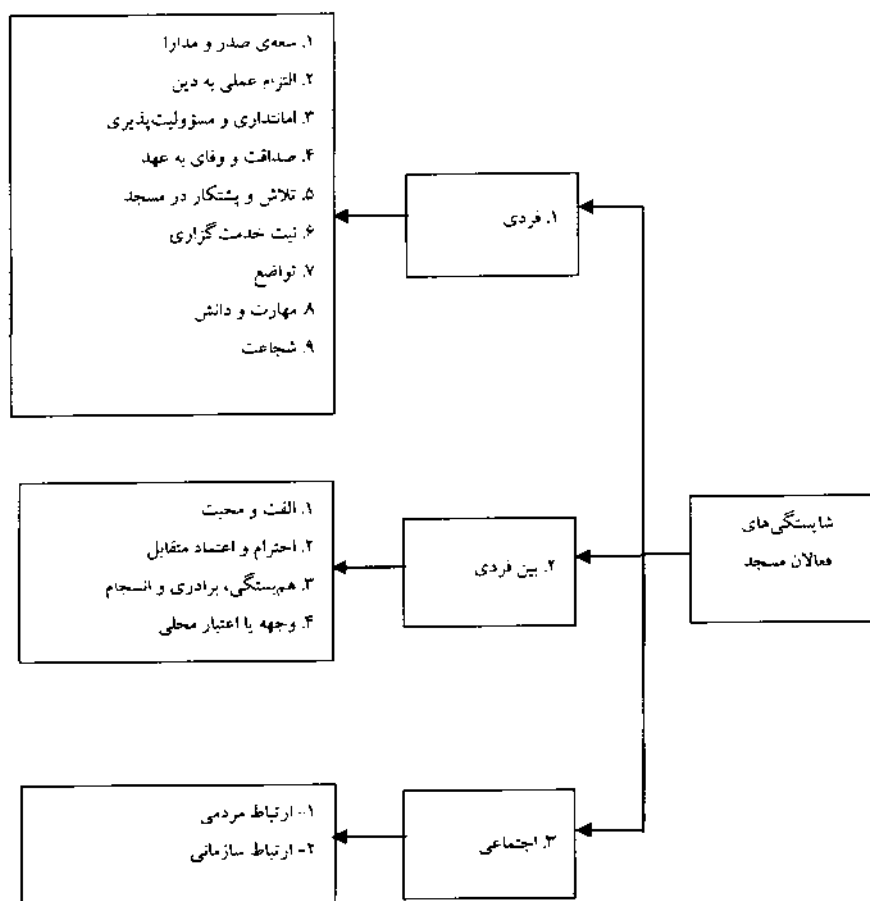 شایستگی‌های
فعالان مسجد
۱. فردی
۱. سعه‌ی صدر و مدارا
۲. التزام عملی به دین
۳. امانتداری و مسؤولیت‌پذیری
۴. صداقت و وفای به عهد
۵. تلاش و پشتکار در مسجد
۶. نیت خدمت‌گزاری
۷. تواضع
۸. مهارت و دانش
۹. شجاعت
۲. بین فردی
۱. الفت و محبت
۲. احترام و اعتماد متقابل
۳. هم‌بستگی، برادری و انسجام
۴. وجهه یا اعتبار محلی
۳. اجتماعی
۱- ارتباط مردمی
۲- ارتباط سازمانی